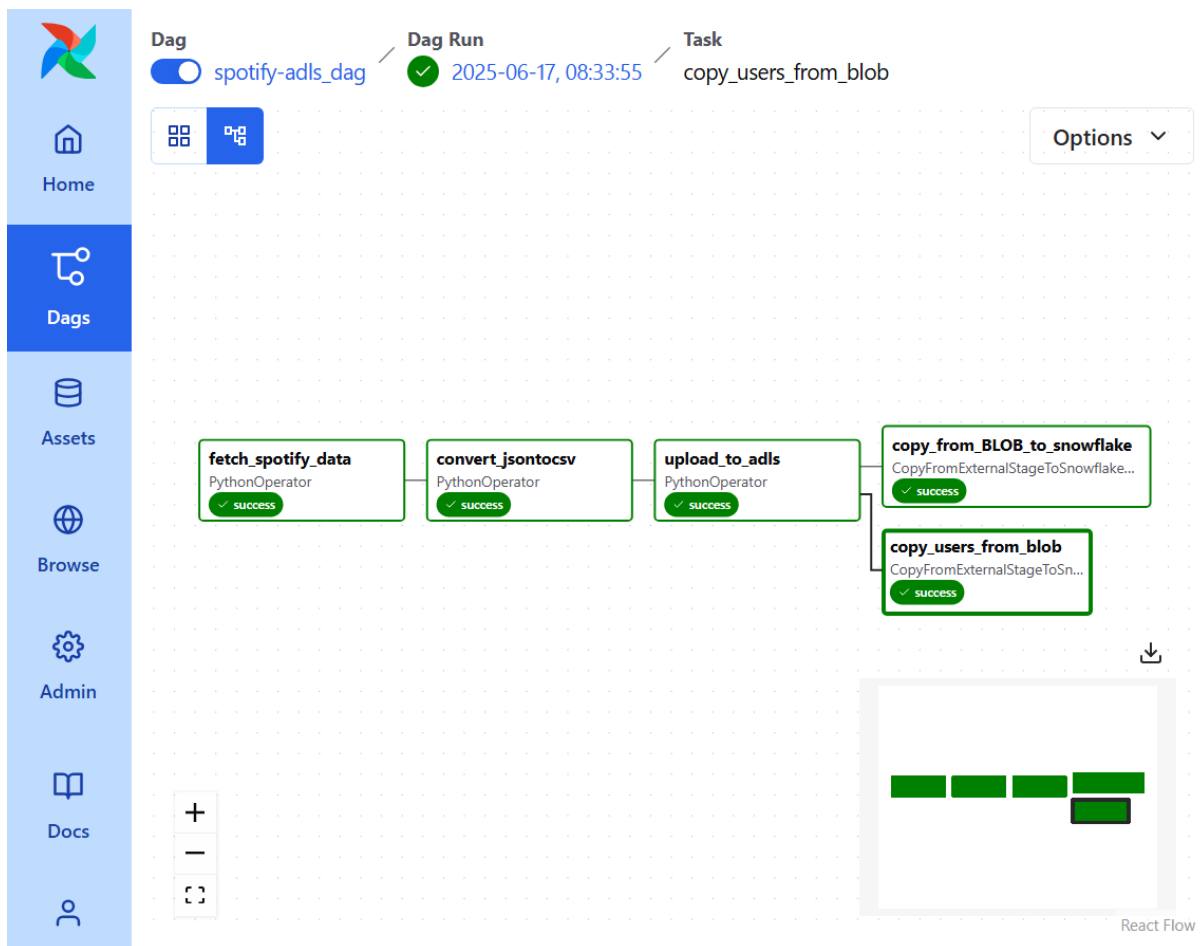 Dag
spotify-adls_dag
Dag Run
2025-06-17, 08:33:55
Task
copy_users_from_blob
Options
Home
Dags
Assets
Browse
Admin
Docs
fetch_spotify_data
PythonOperator
success
convert_jsontocsv
PythonOperator
success
upload_to_adls
PythonOperator
success
copy_from_BLOB_to_snowflake
CopyFromExternalStageToSnowflake...
success
copy_users_from_blob
CopyFromExternalStageToSn...
success
React Flow